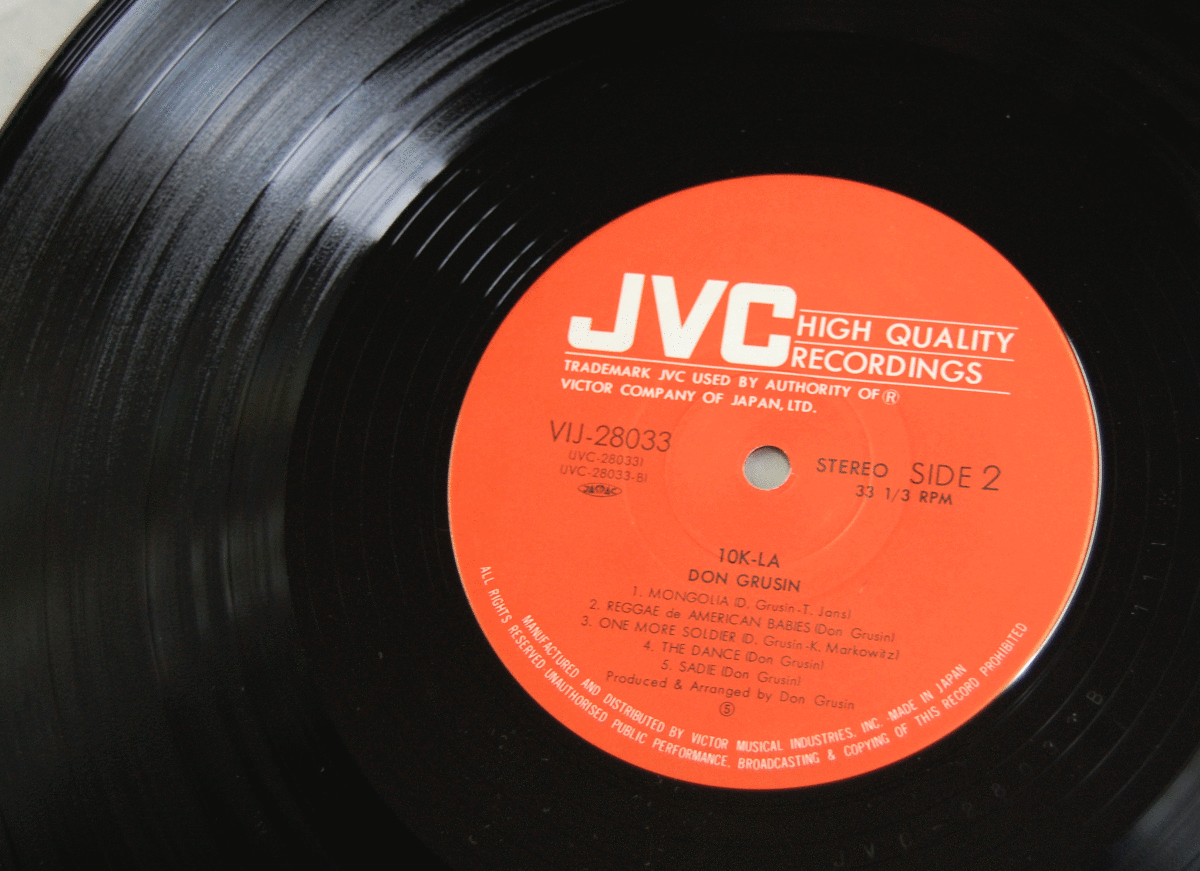 JVC HIGH QUALITY
RECORDINGS
TRADEMARK JVC USED BY AUTHORITY OF ®
VICTOR COMPANY OF JAPAN, LTD.
VIJ-28033
(JVC-28033)
(JVC-28033-B)
JASRAC
STEREO SIDE 2
33 1/3 RPM
10K-LA
DON GRUSIN
1. MONGOLIA (D. Grusin-T. Jans)
2. REGGAE de AMERICAN BABIES (Don Grusin)
3. ONE MORE SOLDIER (D. Grusin-K. Markowitz)
4. THE DANCE (Don Grusin)
5. SADIE (Don Grusin)
Produced & Arranged by Don Grusin
Ⓢ
MANUFACTURED AND DISTRIBUTED BY VICTOR MUSICAL INDUSTRIES, INC. MADE IN JAPAN
ALL RIGHTS RESERVED UNAUTHORISED PUBLIC PERFORMANCE, BROADCASTING & COPYING OF THIS RECORD PROHIBITED